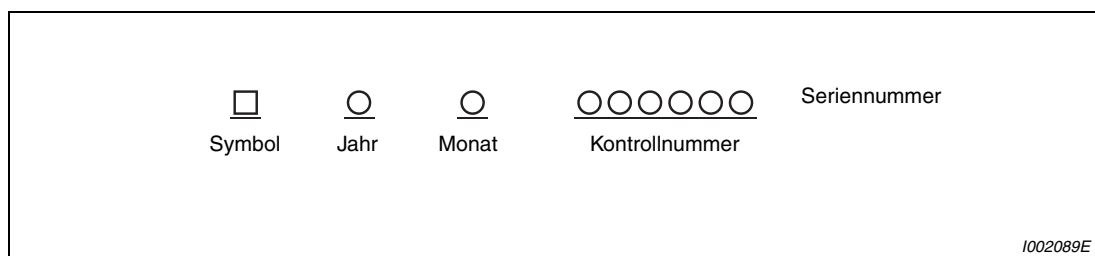 □ ○ ○ ○○○○○○ Seriennummer
Symbol Jahr Monat Kontrollnummer
I002089E